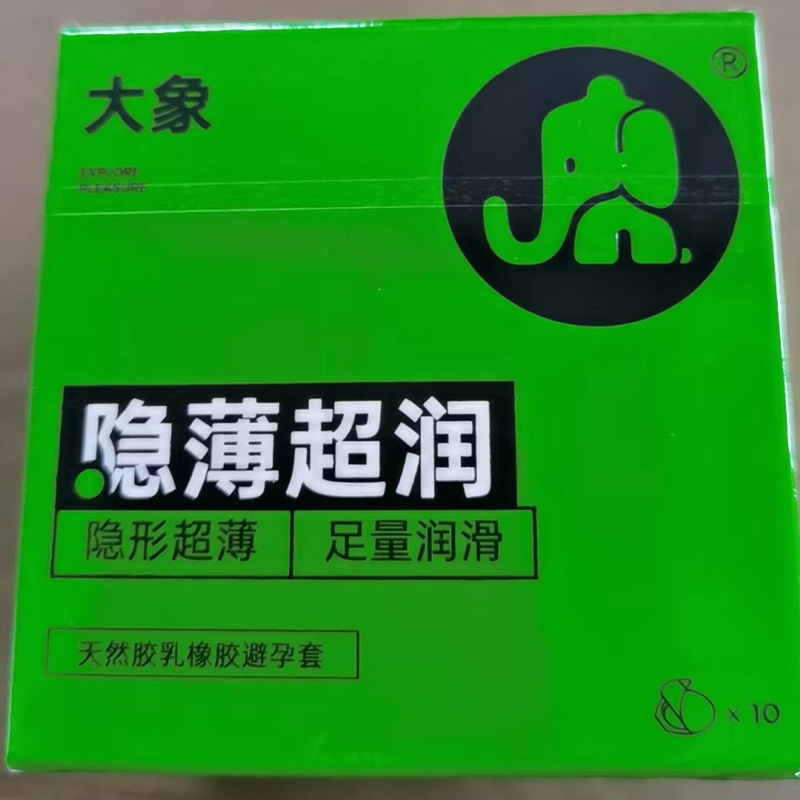 大象
®
EXPLORE
PLEASURE
隐薄超润
隐形超薄 足量润滑
天然胶乳橡胶避孕套
x 10